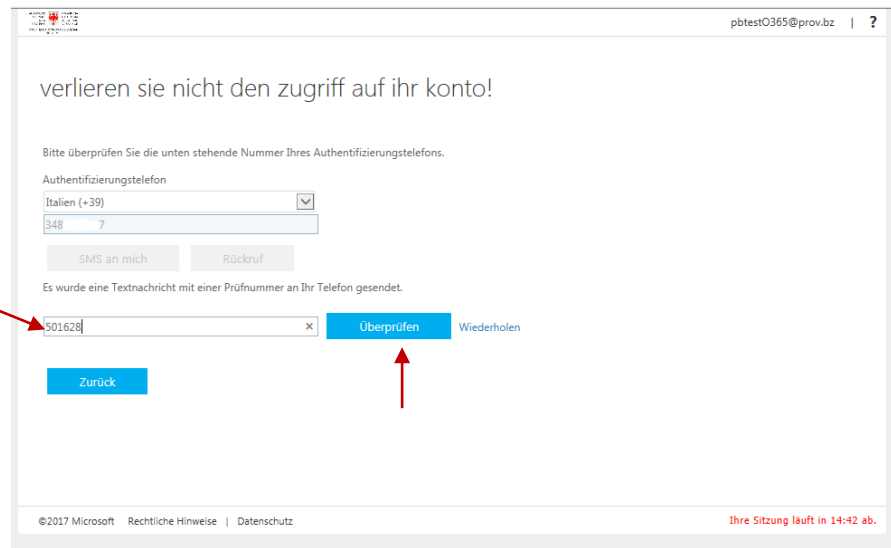 pbtestO365@prov.bz | ?
verlieren sie nicht den zugriff auf ihr konto!
Bitte überprüfen Sie die unten stehende Nummer Ihres Authentifizierungstelefons.
Authentifizierungstelefon
Italien (+39)
348 7
SMS an mich Rückruf
Es wurde eine Textnachricht mit einer Prüfnummer an Ihr Telefon gesendet.
501628 × Überprüfen Wiederholen
Zurück
©2017 Microsoft Rechtliche Hinweise | Datenschutz Ihre Sitzung läuft in 14:42 ab.